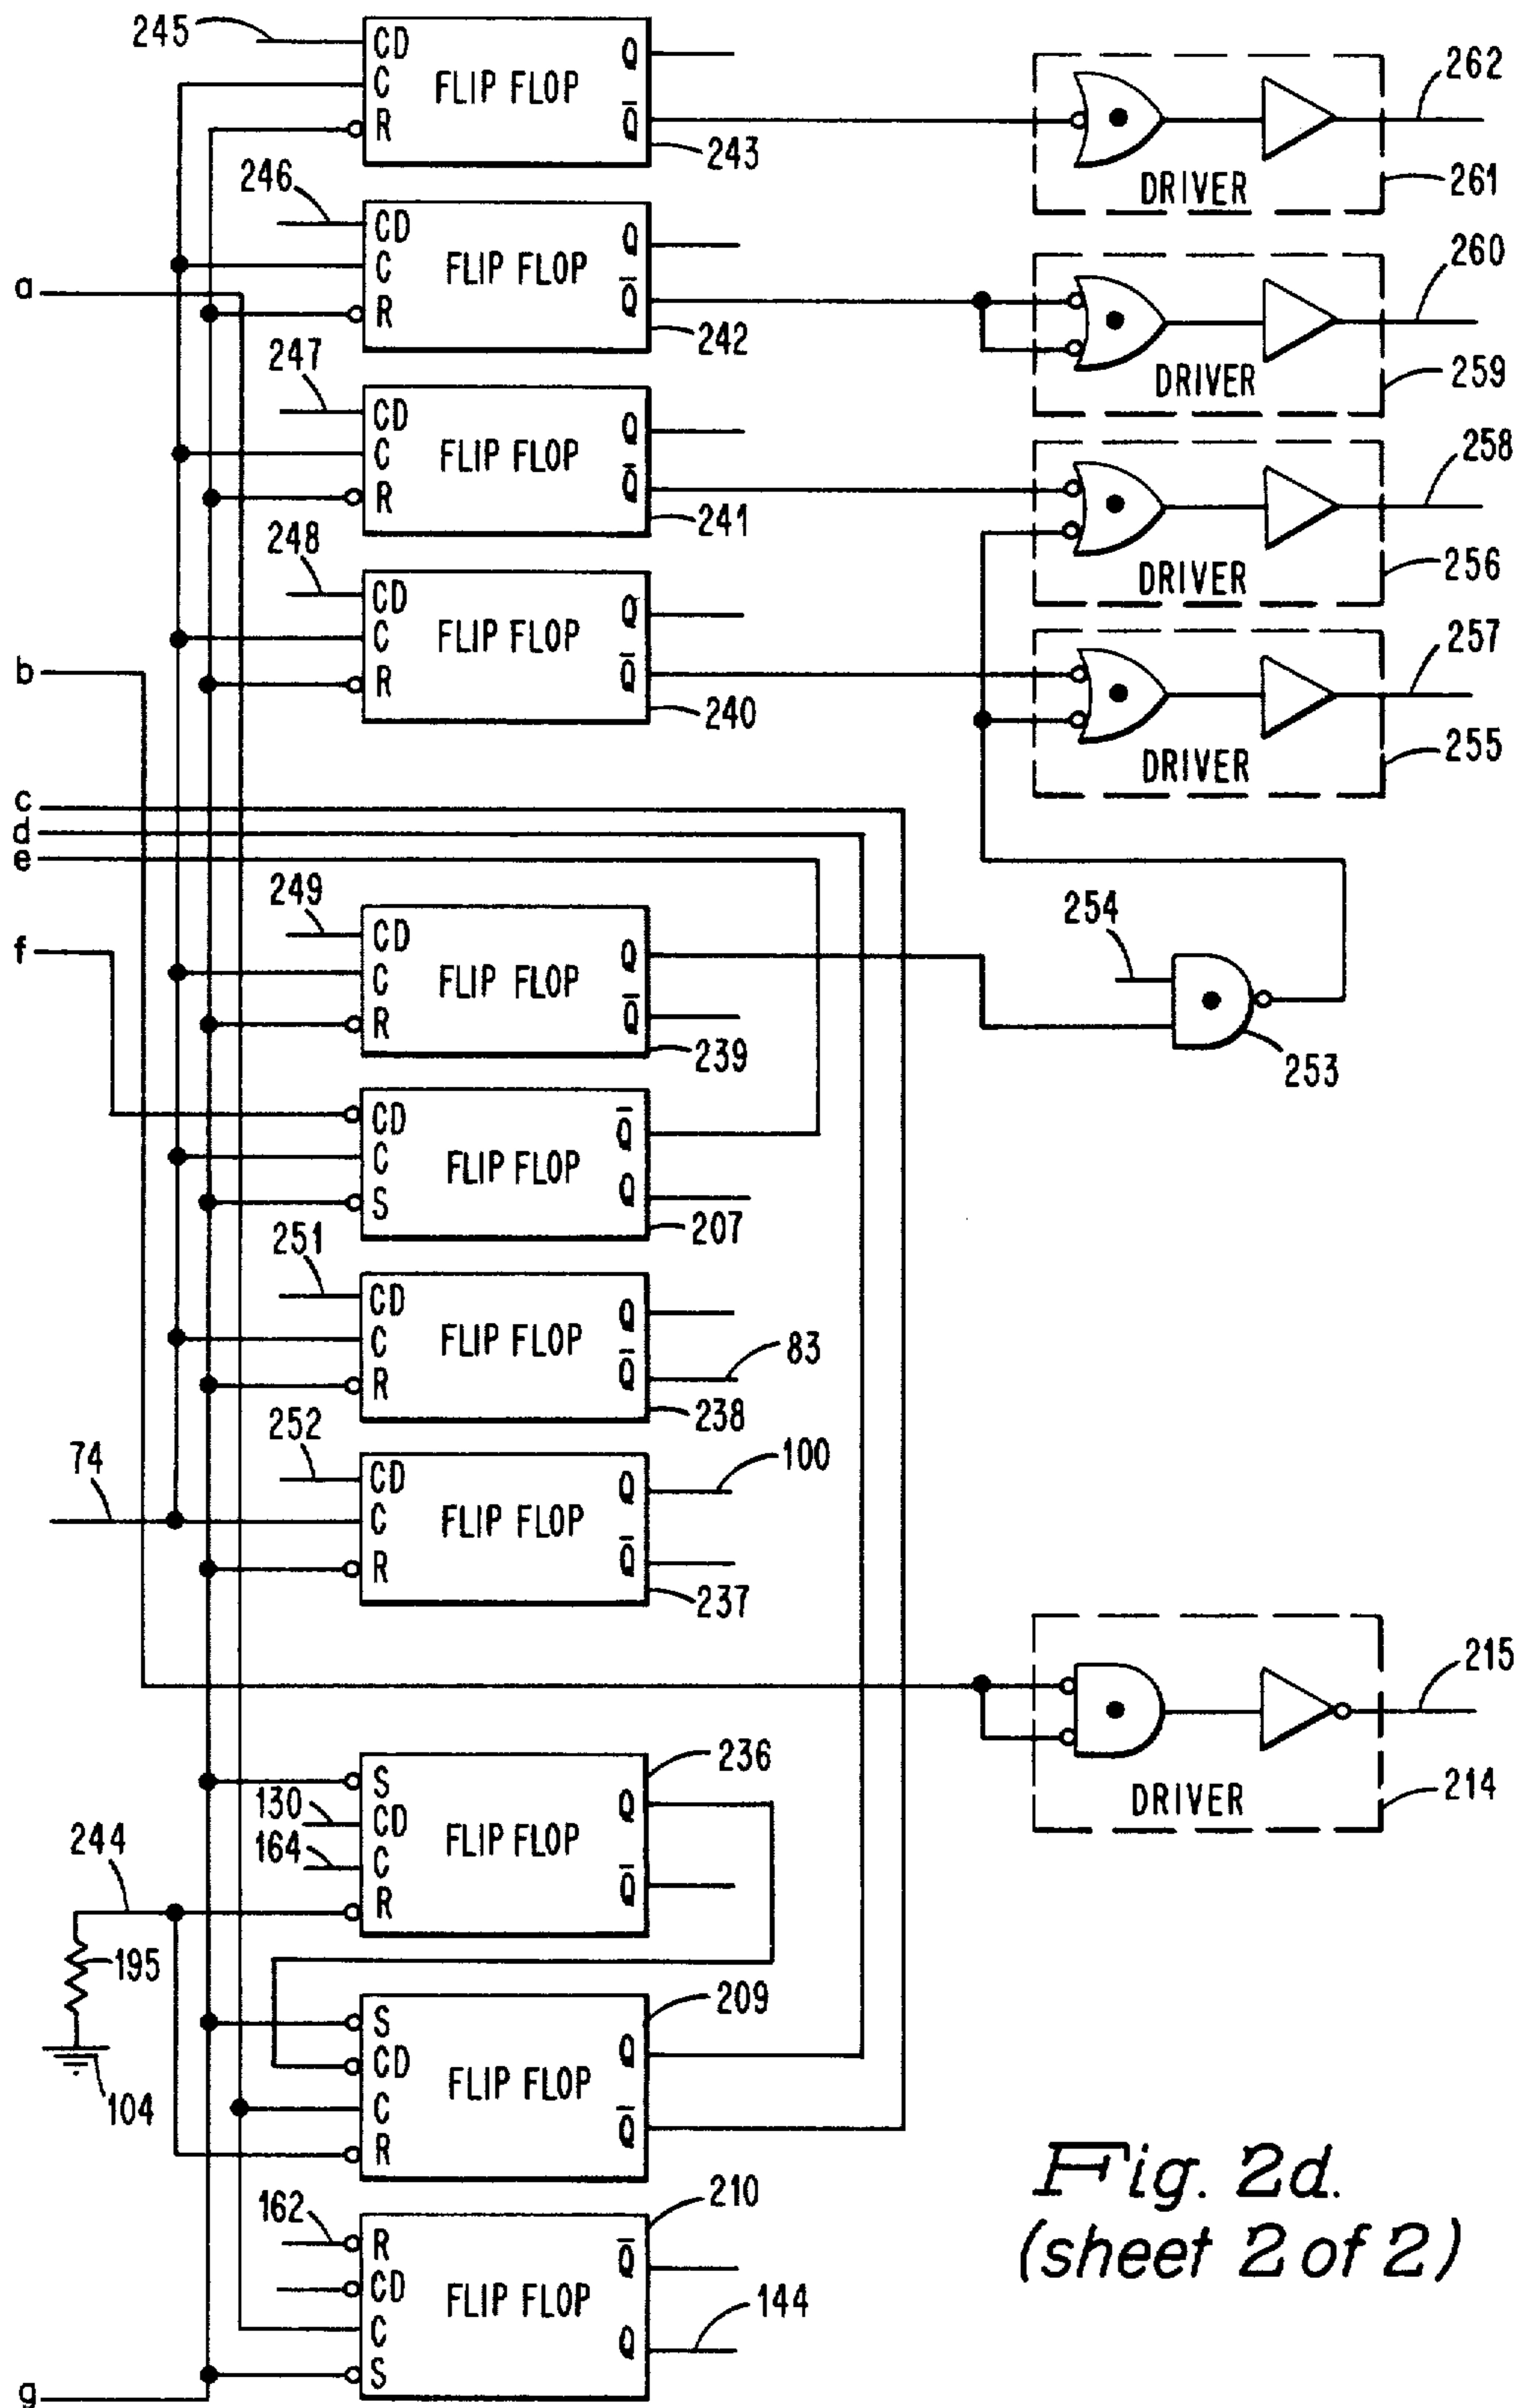 245
CD
C
R
FLIP FLOP
Q
Q̅
243
262
DRIVER
261
246
CD
C
R
FLIP FLOP
Q
Q̅
242
260
DRIVER
259
a
247
CD
C
R
FLIP FLOP
Q
Q̅
241
258
DRIVER
256
248
CD
C
R
FLIP FLOP
Q
Q̅
240
257
DRIVER
255
b
c
d
e
249
CD
C
R
FLIP FLOP
Q
Q̅
239
254
253
f
CD
C
S
FLIP FLOP
Q̅
Q
207
251
CD
C
R
FLIP FLOP
Q
Q̅
83
238
74
252
CD
C
R
FLIP FLOP
Q
Q̅
100
237
215
DRIVER
214
236
S
130
CD
164
C
R
FLIP FLOP
Q
Q̅
244
195
104
209
S
CD
C
R
FLIP FLOP
Q
Q̅
210
162
R
CD
C
S
FLIP FLOP
Q̅
Q
144
g
Fig. 2d.
(sheet 2 of 2)